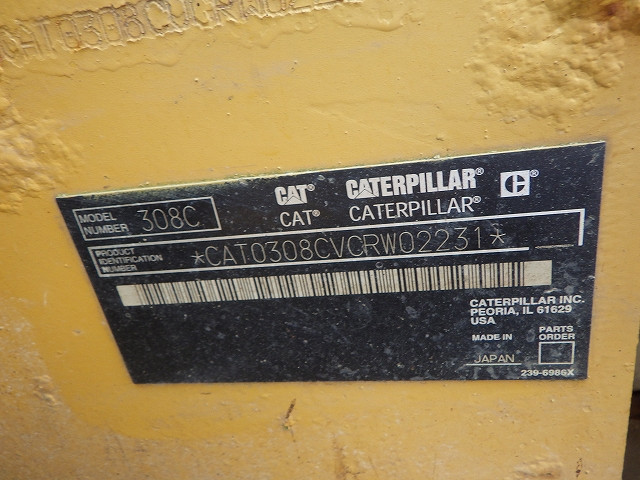 CAT0308CVCRW022
CAT® CATERPILLAR® C®
CAT® CATERPILLAR®
MODEL NUMBER 308C
PRODUCT IDENTIFICATION NUMBER *CAT0308CVCRW02231*
CATERPILLAR INC.
PEORIA, IL 61629
USA
MADE IN JAPAN
PARTS ORDER
239-6986X